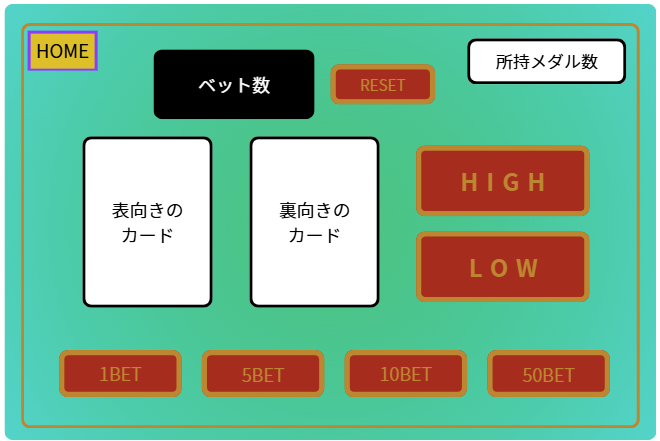 HOME
ベット数
RESET
所持メダル数
表向きの
カード
裏向きの
カード
HIGH
LOW
1BET
5BET
10BET
50BET